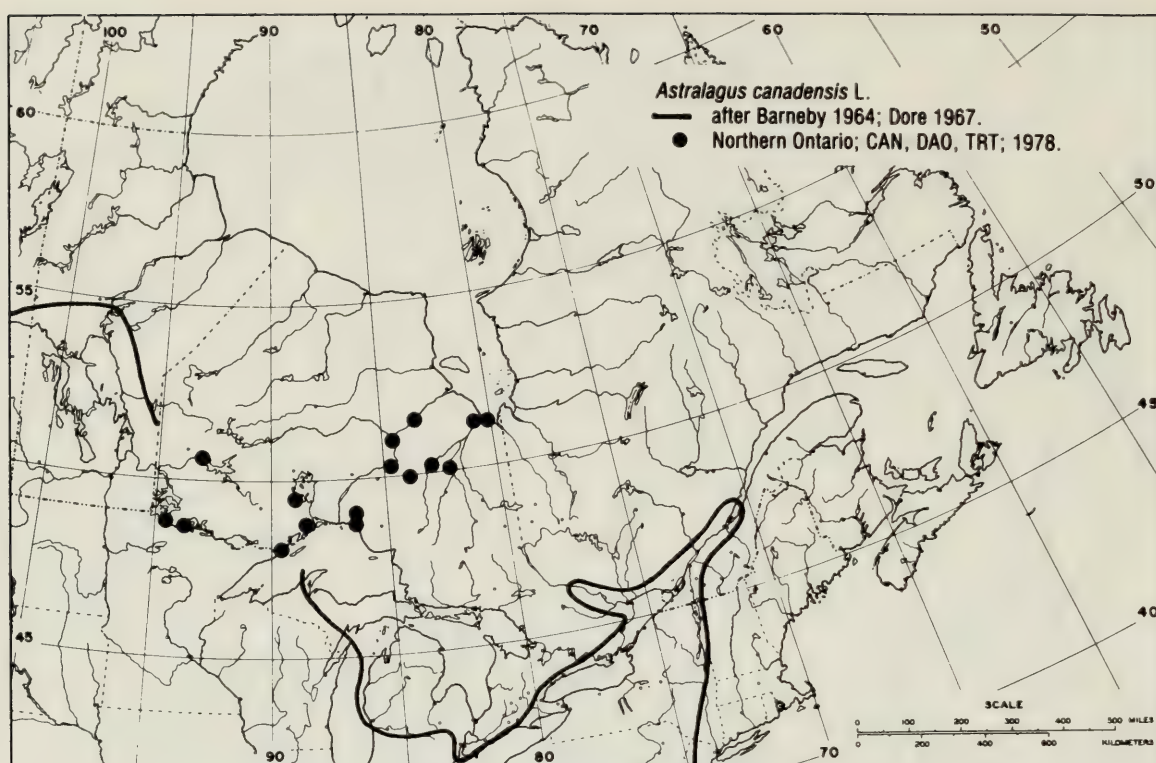 100
90
80
70
60
50
60
Astralagus canadensis L.
after Barneby 1964; Dore 1967.
Northern Ontario; CAN, DAO, TRT; 1978.
50
55
45
45
40
SCALE
0 100 200 300 400 500 MILES
0 200 400 600 KILOMETERS
90
80
70